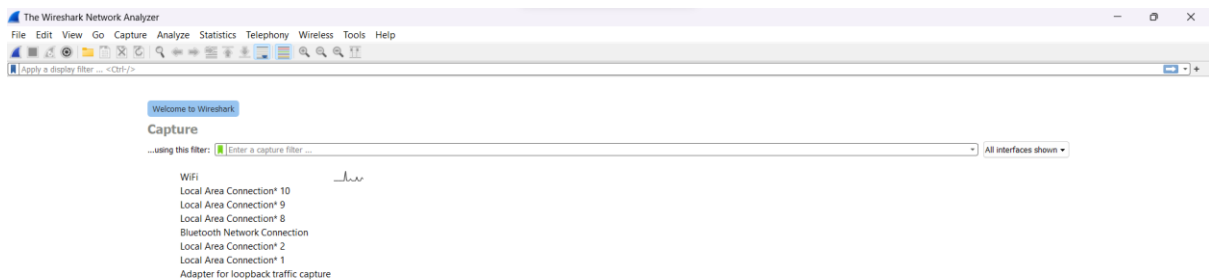 The Wireshark Network Analyzer
File Edit View Go Capture Analyze Statistics Telephony Wireless Tools Help
Apply a display filter ... <Ctrl-/>
Welcome to Wireshark
Capture
...using this filter: Enter a capture filter ... All interfaces shown
WiFi
Local Area Connection* 10
Local Area Connection* 9
Local Area Connection* 8
Bluetooth Network Connection
Local Area Connection* 2
Local Area Connection* 1
Adapter for loopback traffic capture